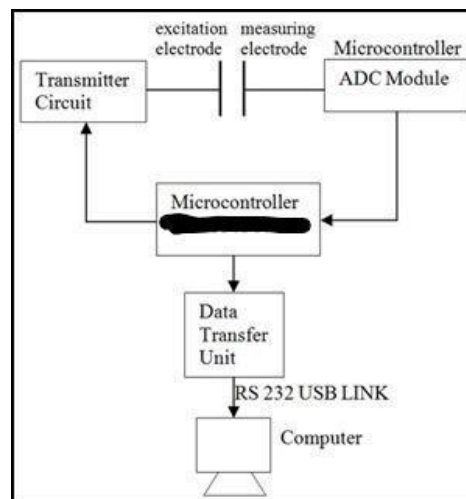 excitation
electrode
measuring
electrode
Microcontroller
Transmitter
Circuit
ADC Module
Microcontroller
Data
Transfer
Unit
RS 232 USB LINK
Computer